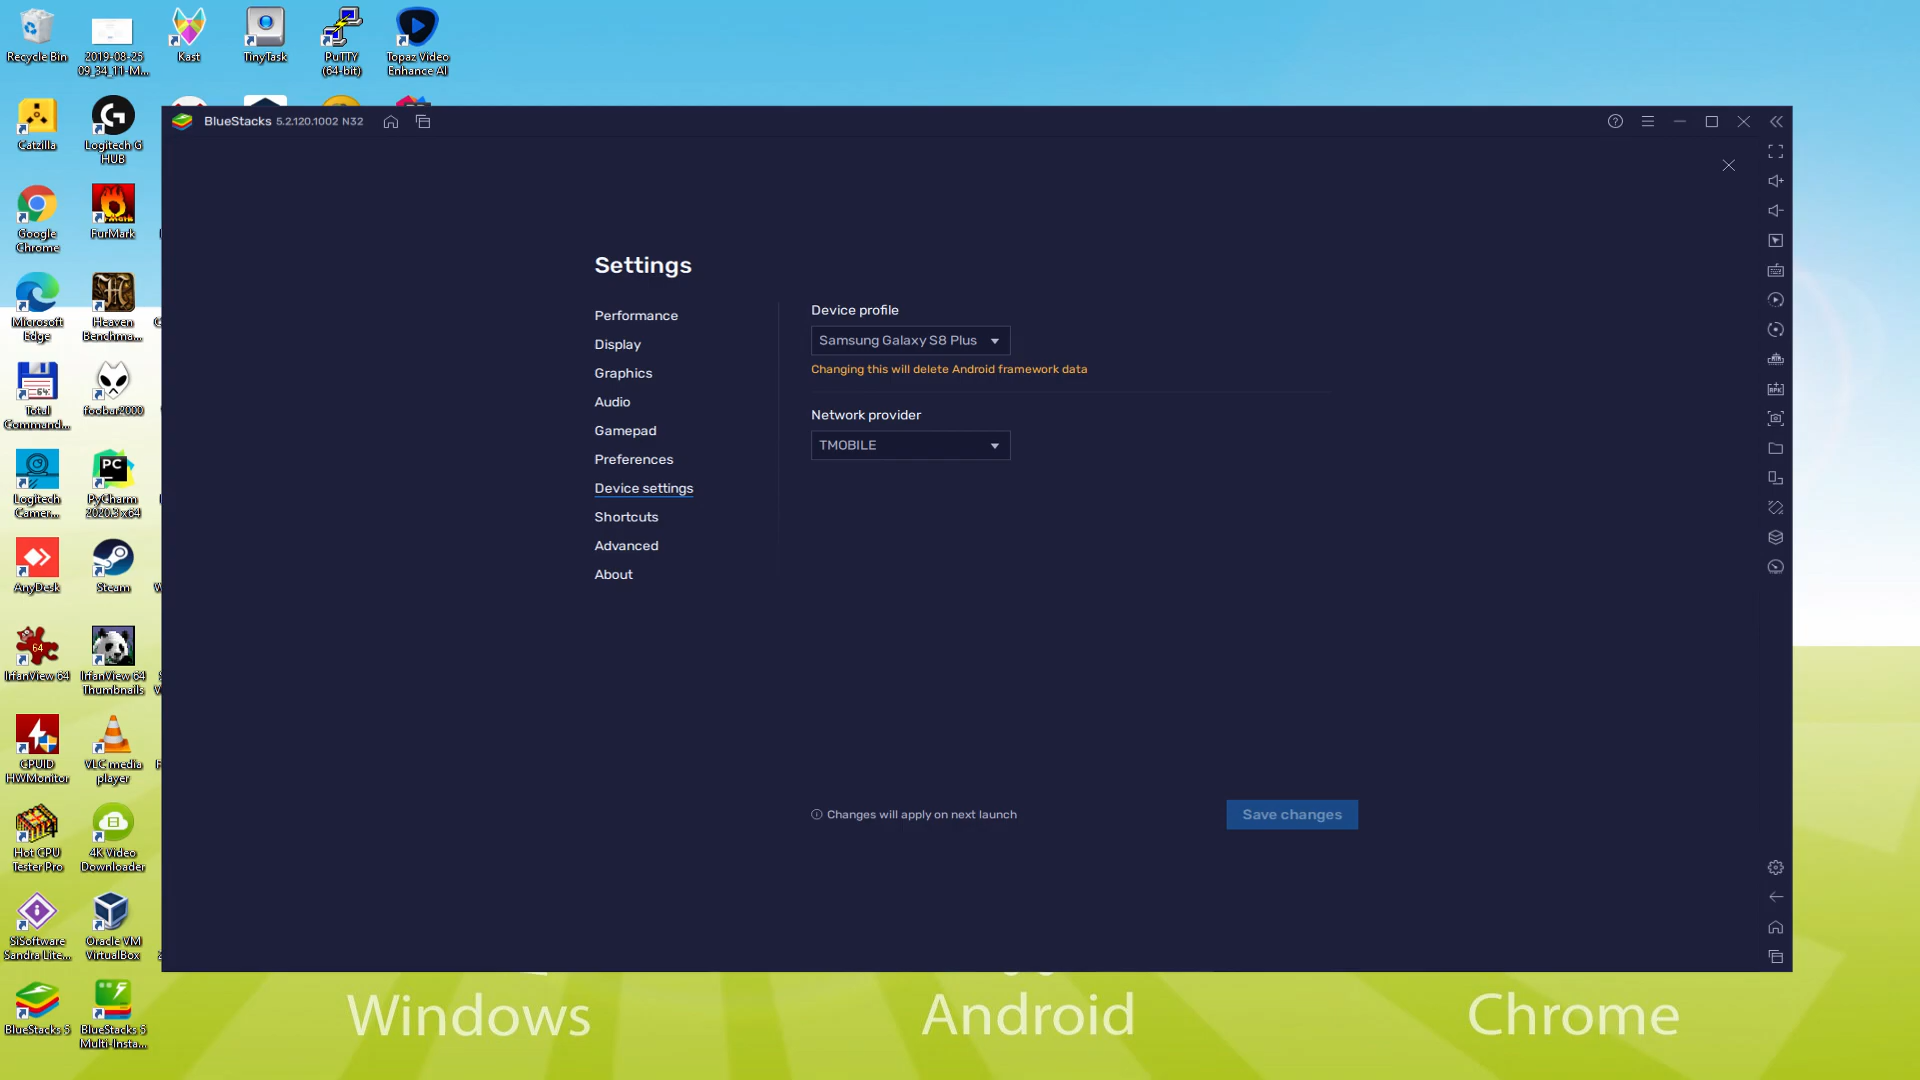 Recycle Bin
2019-08-25
09_34_11-M...
Kast
TinyTask
PuTTY
(64-bit)
Topaz Video
Enhance AI
Catzilla
Logitech G
HUB
Google
Chrome
FurMark
Microsoft
Edge
Heaven
Benchma...
64
Total
Command...
foobar2000
Logitech
Camer...
PC
PyCharm
2020.3 x64
AnyDesk
Steam
64
IrfanView 64
IrfanView 64
Thumbnails
CPUID
HWMonitor
VLC media
player
4
Hot CPU
Tester Pro
4K Video
Downloader
SiSoftware
Sandra Lite...
Oracle VM
VirtualBox
BlueStacks 5
BlueStacks 5
Multi-Insta...
BlueStacks 5.2.120.1002 N32
Settings
Performance
Display
Graphics
Audio
Gamepad
Preferences
Device settings
Shortcuts
Advanced
About
Device profile
Samsung Galaxy S8 Plus
Changing this will delete Android framework data
Network provider
TMOBILE
Changes will apply on next launch
Save changes
Windows
Android
Chrome